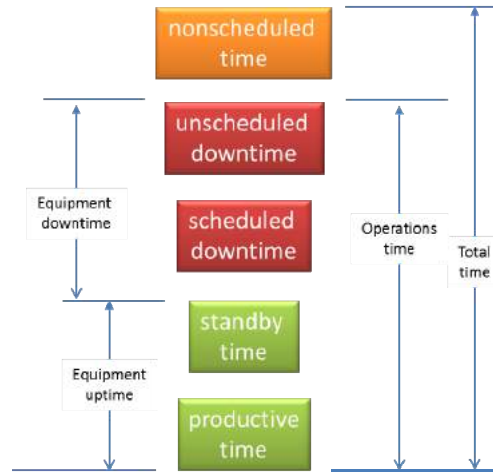 nonscheduled
time
unscheduled
downtime
Equipment
downtime
scheduled
downtime
Operations
time
Total
time
standby
time
Equipment
uptime
productive
time